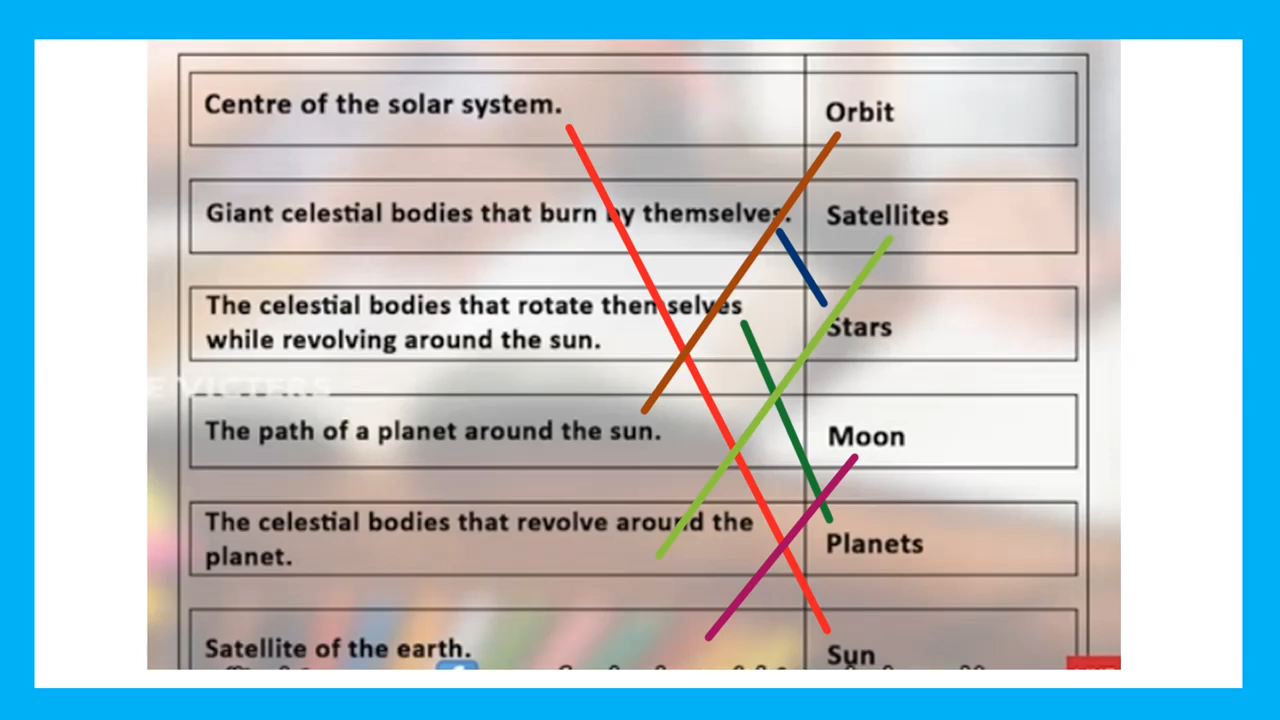 Centre of the solar system.
Orbit
Giant celestial bodies that burn by themselves.
Satellites
The celestial bodies that rotate themselves
while revolving around the sun.
Stars
The path of a planet around the sun.
Moon
The celestial bodies that revolve around the
planet.
Planets
Satellite of the earth.
Sun
E VICTERS